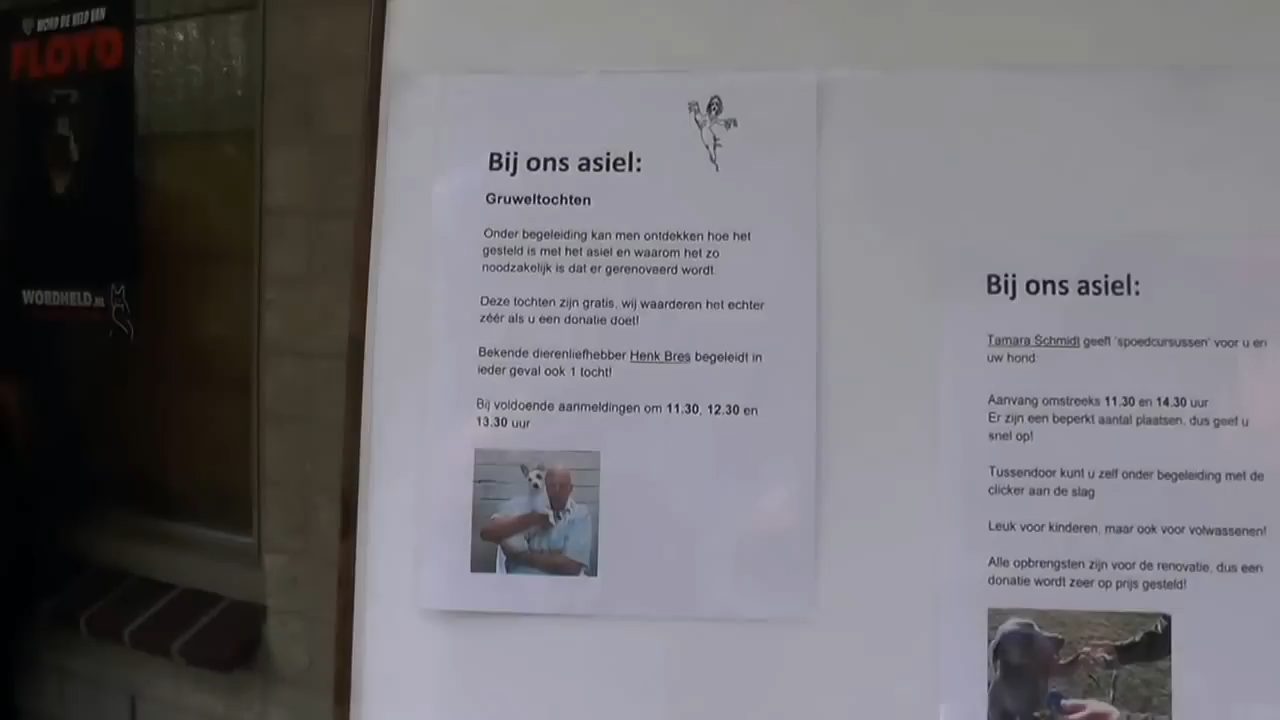 WORD DE HELD VAN
FLOYD
WORDHELD.NL
Bij ons asiel:
Gruweltochten
Onder begeleiding kan men ontdekken hoe het
gesteld is met het asiel en waarom het zo
noodzakelijk is dat er gerenoveerd wordt
Deze tochten zijn gratis, wij waarderen het echter
zéér als u een donatie doet!
Bekende dierenliefhebber Henk Bres begeleidt in
ieder geval ook 1 tocht!
Bij voldoende aanmeldingen om 11.30, 12.30 en
13.30 uur
Bij ons asiel:
Tamara Schmidt geeft 'spoedcursussen' voor u en
uw hond
Aanvang omstreeks 11.30 en 14.30 uur
Er zijn een beperkt aantal plaatsen, dus geef u
snel op!
Tussendoor kunt u zelf onder begeleiding met de
clicker aan de slag
Leuk voor kinderen, maar ook voor volwassenen!
Alle opbrengsten zijn voor de renovatie, dus een
donatie wordt zeer op prijs gesteld!